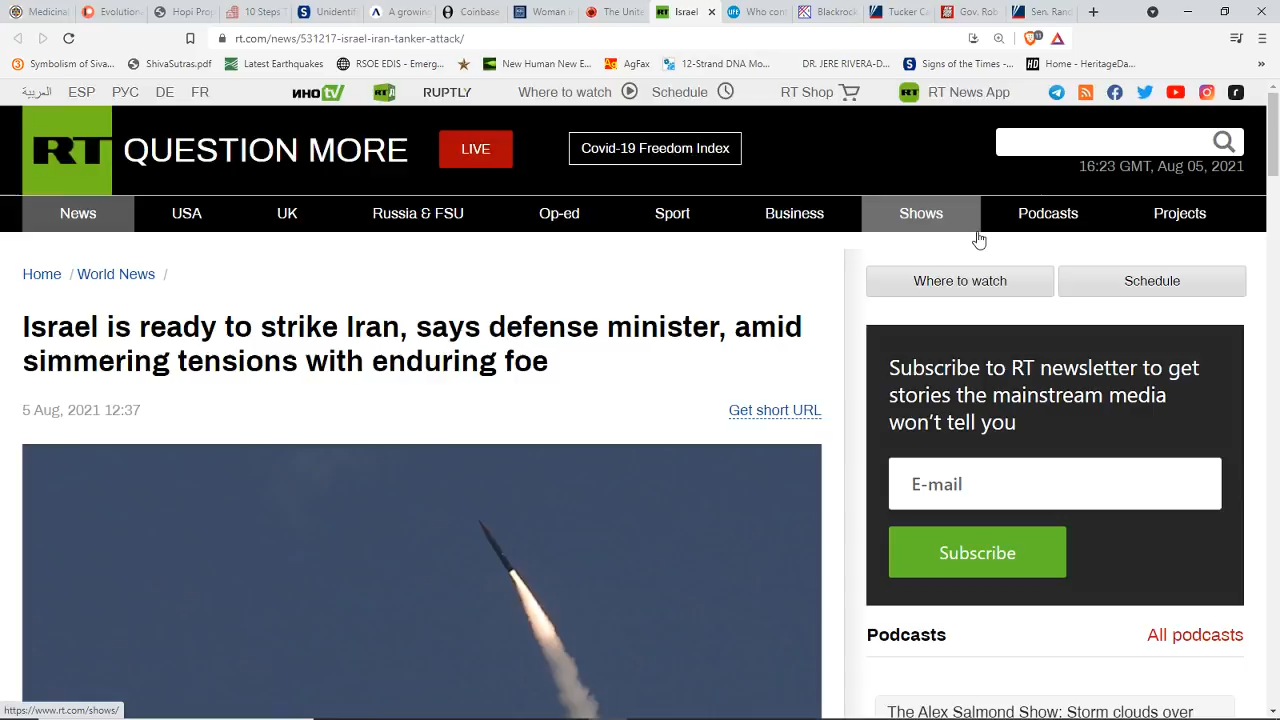 Medicinal
Evolution
Hopi Prop
10 Steps T
Unidentif
A growing
Coinbase
Woman in
The Unite
Israel
Who cont
Blackrock
Tucker Ca
Gov. Rob
Sen. Rand
rt.com/news/531217-israel-iran-tanker-attack/
Symbolism of Siva...
ShivaSutras.pdf
Latest Earthquakes
RSOE EDIS - Emerg...
New Human New E...
AgFax
12-Strand DNA Mo...
DR. JERE RIVERA-D...
Signs of the Times -...
Home - HeritageDa...
العربية ESP РУС DE FR
ИНОTV
RUPTLY
Where to watch
Schedule
RT Shop
RT News App
RT QUESTION MORE
LIVE
Covid-19 Freedom Index
16:23 GMT, Aug 05, 2021
News USA UK Russia & FSU Op-ed Sport Business Shows Podcasts Projects
Home / World News /
Where to watch
Schedule
Israel is ready to strike Iran, says defense minister, amid
simmering tensions with enduring foe
5 Aug, 2021 12:37
Get short URL
Subscribe to RT newsletter to get
stories the mainstream media
won't tell you
E-mail
Subscribe
Podcasts
All podcasts
The Alex Salmond Show: Storm clouds over
https://www.rt.com/shows/